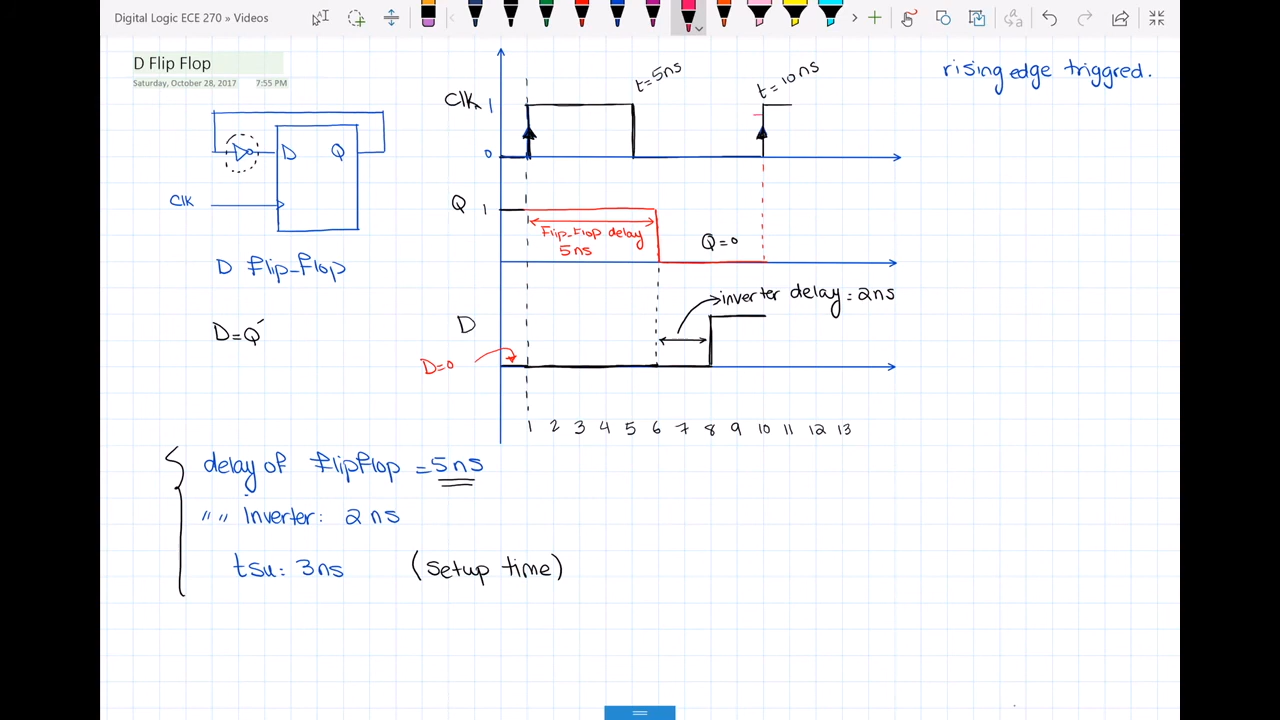 Digital Logic ECE 270 » Videos
D Flip Flop
Saturday, October 28, 2017 7:55 PM
rising edge triggred.
t=5ns
t=10ns
Clk 1
0
D Q
Clk
Q 1
Flip-Flop delay
5ns
Q=0
D flip-flop
inverter delay: 2ns
D=Q'
D
D=0
1 2 3 4 5 6 7 8 9 10 11 12 13
delay of flipflop = 5ns
" " inverter: 2ns
tsu: 3ns (setup time)